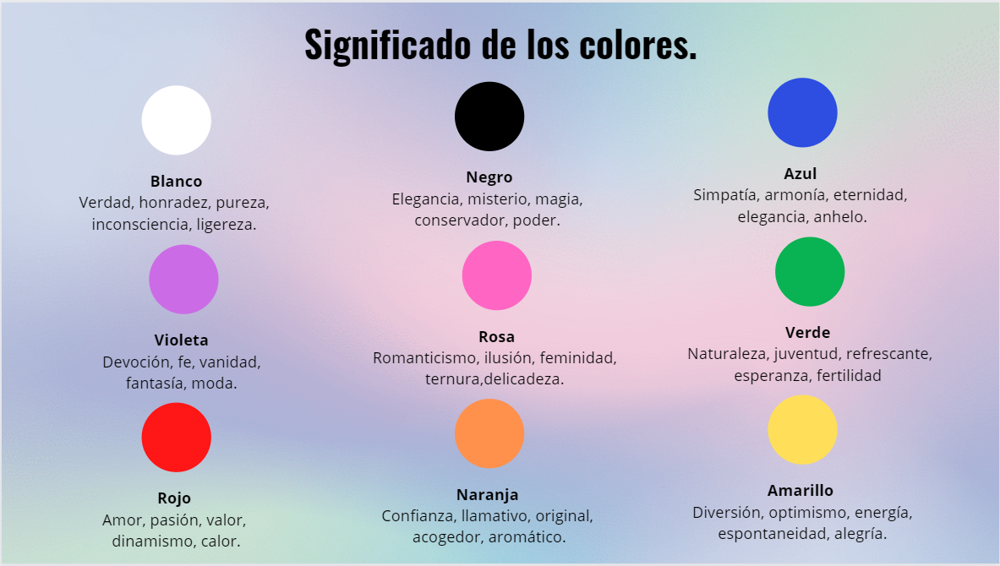 Significado de los colores.
Blanco
Verdad, honradez, pureza,
inconsciencia, ligereza.
Negro
Elegancia, misterio, magia,
conservador, poder.
Azul
Simpatía, armonía, eternidad,
elegancia, anhelo.
Violeta
Devoción, fe, vanidad,
fantasía, moda.
Rosa
Romanticismo, ilusión, feminidad,
ternura,delicadeza.
Verde
Naturaleza, juventud, refrescante,
esperanza, fertilidad
Rojo
Amor, pasión, valor,
dinamismo, calor.
Naranja
Confianza, llamativo, original,
acogedor, aromático.
Amarillo
Diversión, optimismo, energía,
espontaneidad, alegría.